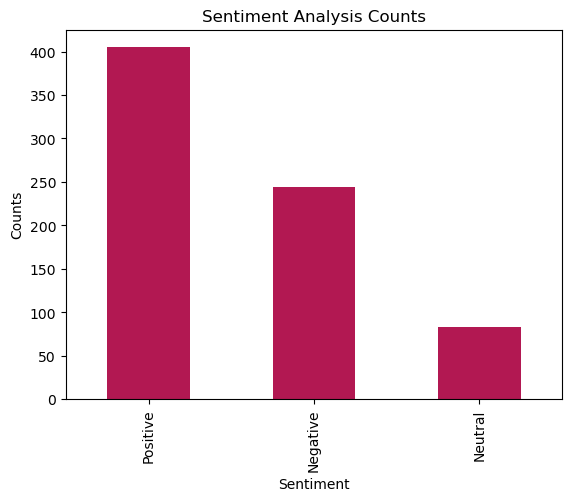 Sentiment Analysis Counts
400
350
300
250
200
150
100
50
0
Counts
Positive
Negative
Neutral
Sentiment